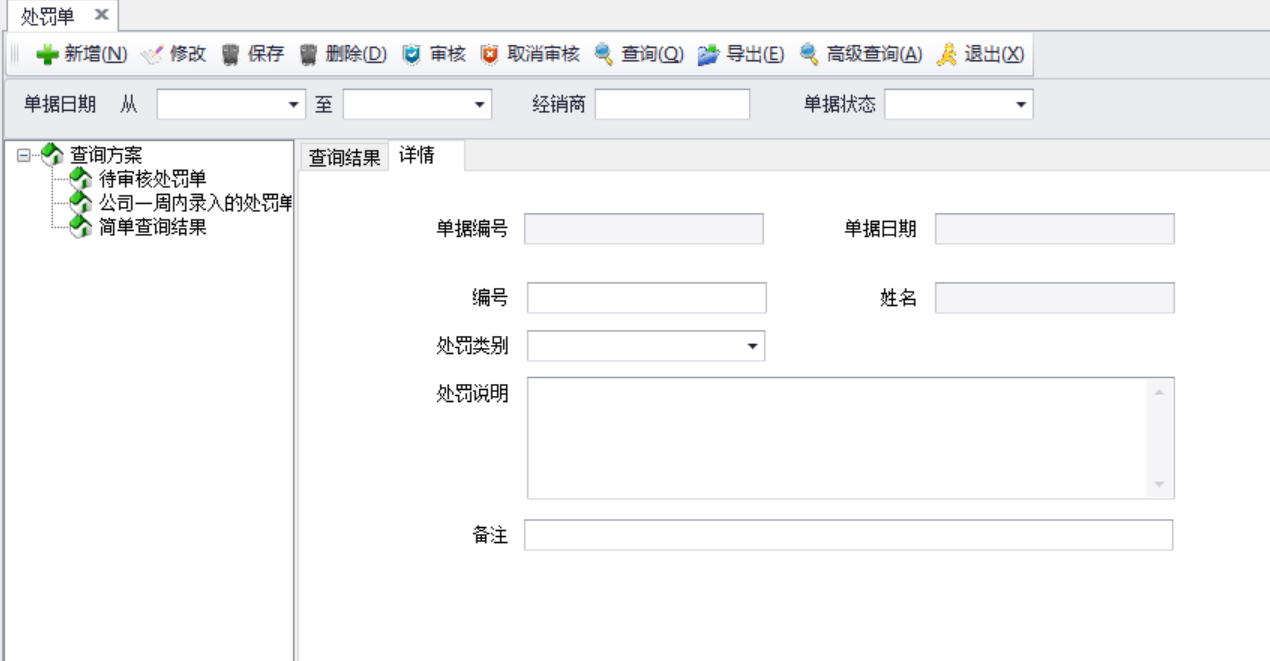 处罚单
新增(N) 修改 保存 删除(D) 审核 取消审核 查询(Q) 导出(E) 高级查询(A) 退出(X)
单据日期 从 至 经销商 单据状态
查询方案
待审核处罚单
公司一周内录入的处罚单
简单查询结果
查询结果 详情
单据编号 单据日期
编号 姓名
处罚类别
处罚说明
备注